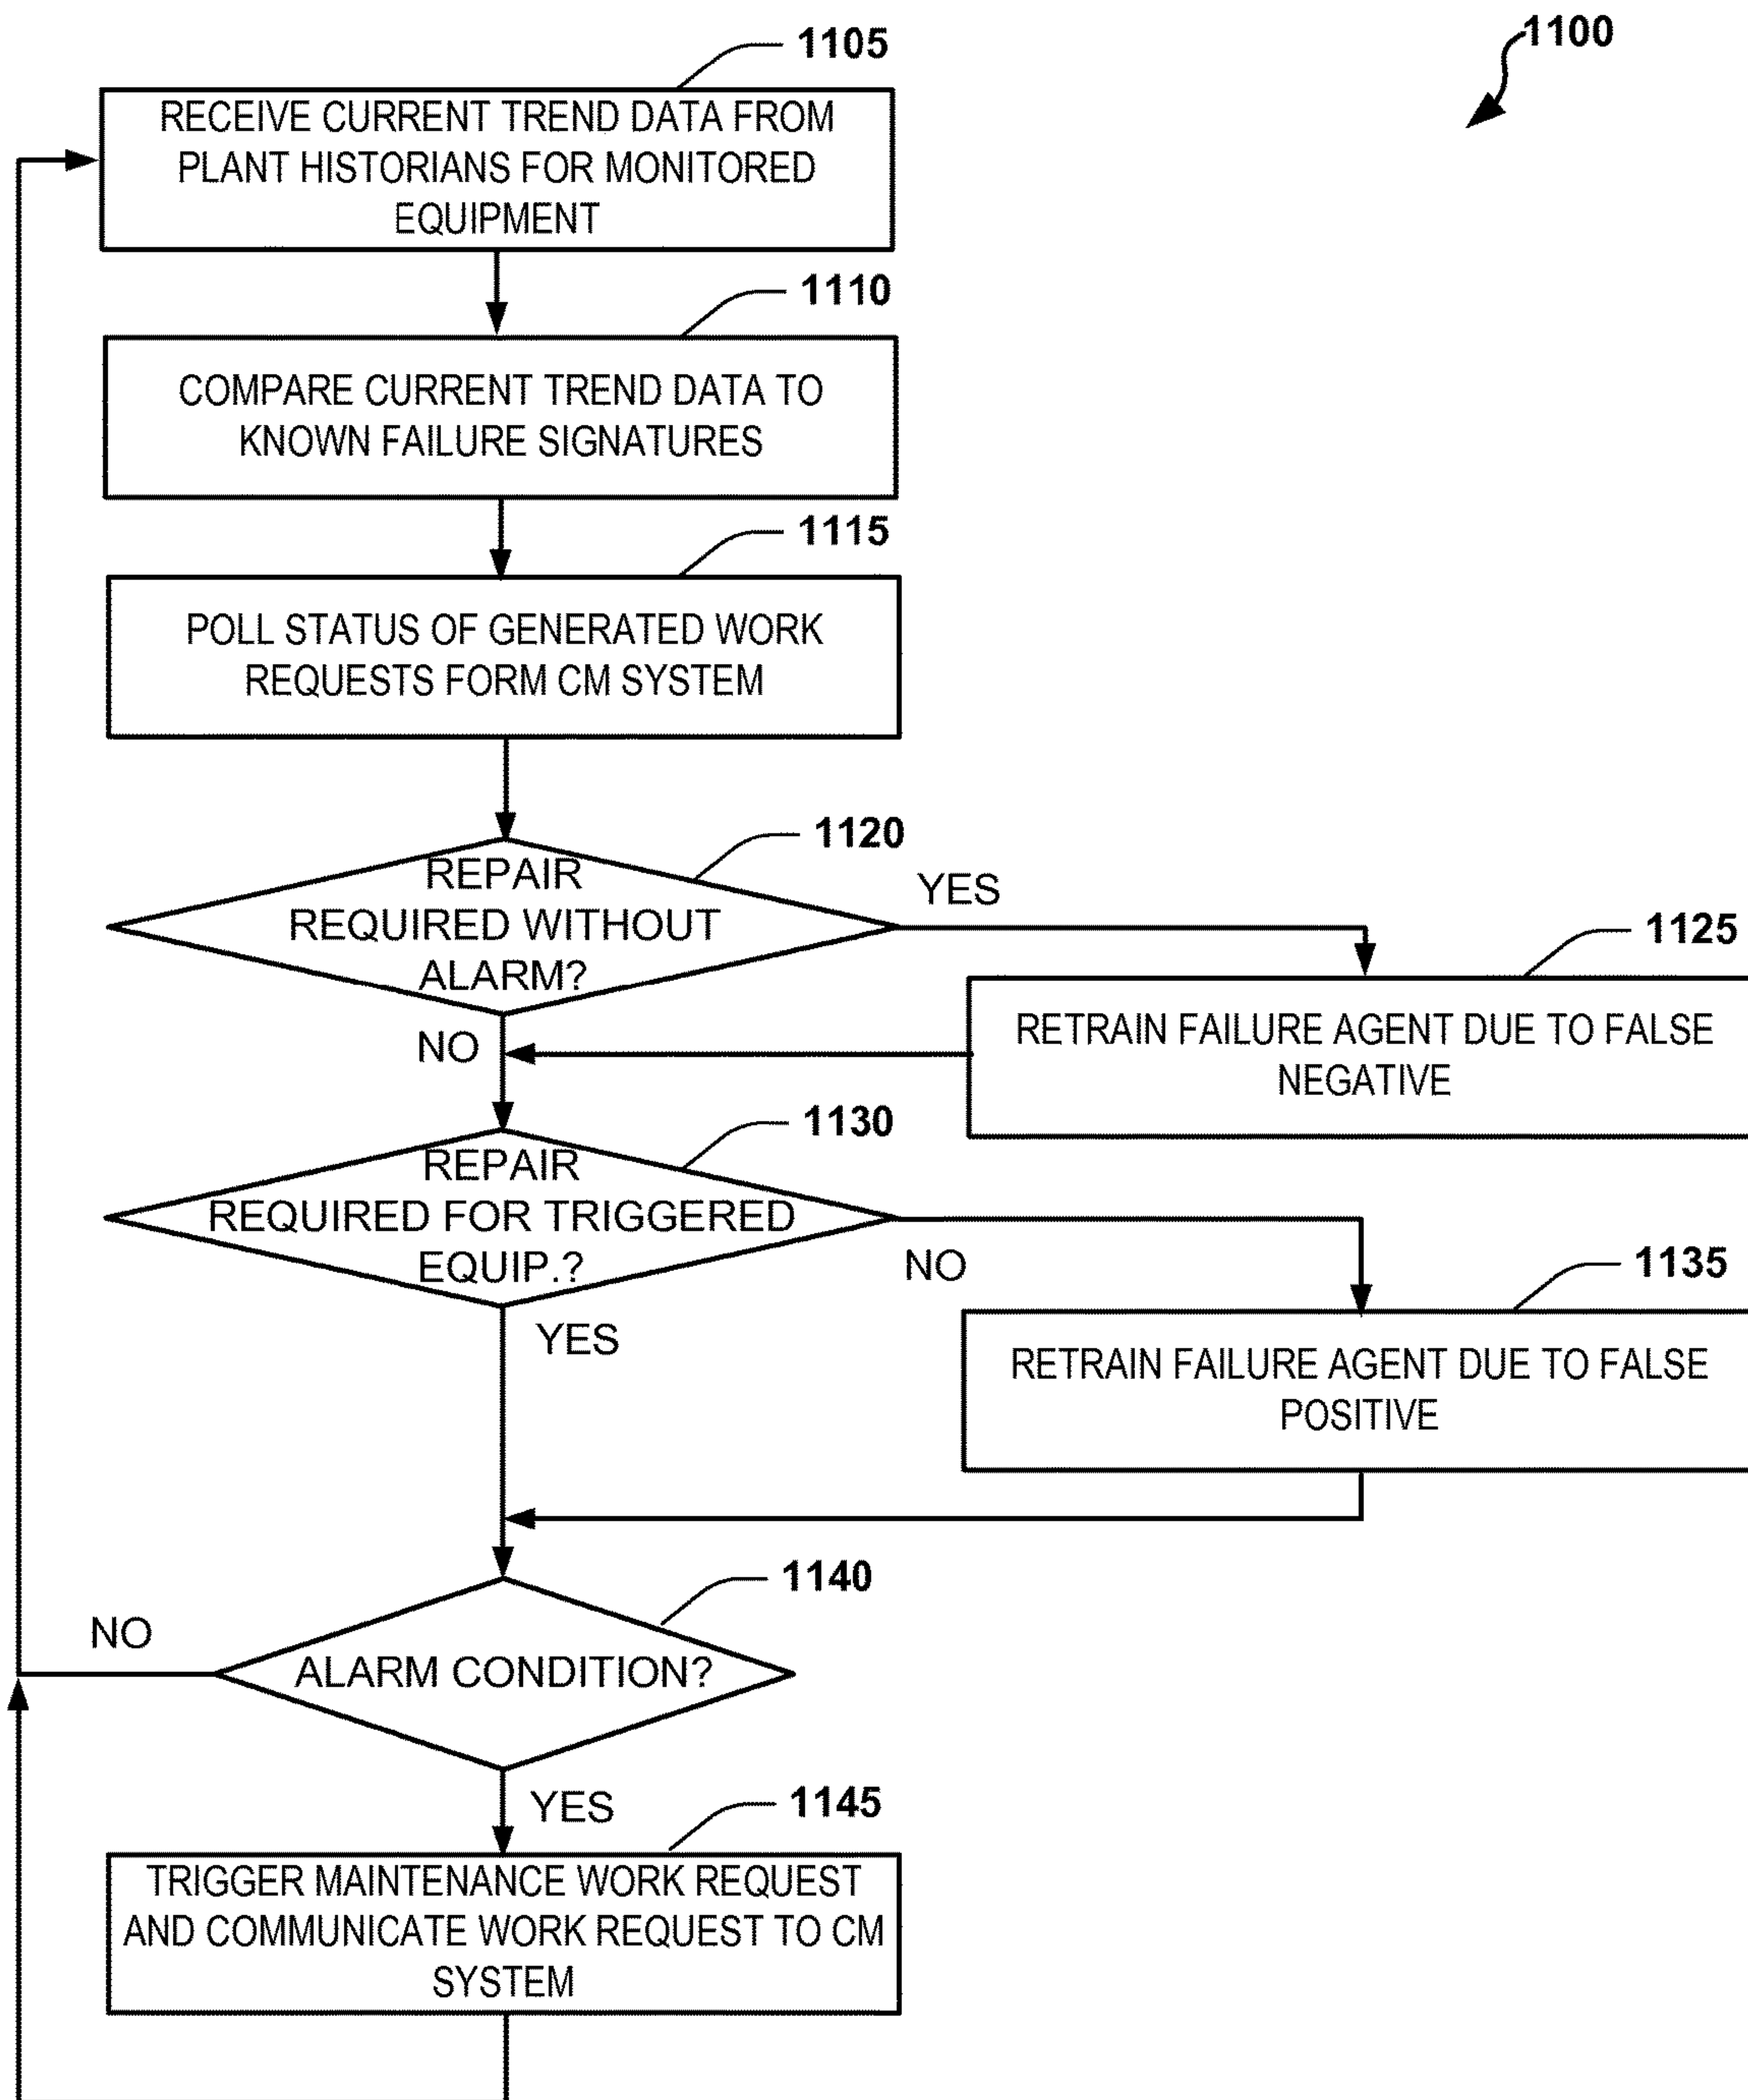 1100
1105
RECEIVE CURRENT TREND DATA FROM
PLANT HISTORIANS FOR MONITORED
EQUIPMENT
1110
COMPARE CURRENT TREND DATA TO
KNOWN FAILURE SIGNATURES
1115
POLL STATUS OF GENERATED WORK
REQUESTS FORM CM SYSTEM
1120
REPAIR
REQUIRED WITHOUT
ALARM?
YES
NO
1125
RETRAIN FAILURE AGENT DUE TO FALSE
NEGATIVE
1130
REPAIR
REQUIRED FOR TRIGGERED
EQUIP.?
NO
YES
1135
RETRAIN FAILURE AGENT DUE TO FALSE
POSITIVE
1140
ALARM CONDITION?
NO
YES
1145
TRIGGER MAINTENANCE WORK REQUEST
AND COMMUNICATE WORK REQUEST TO CM
SYSTEM